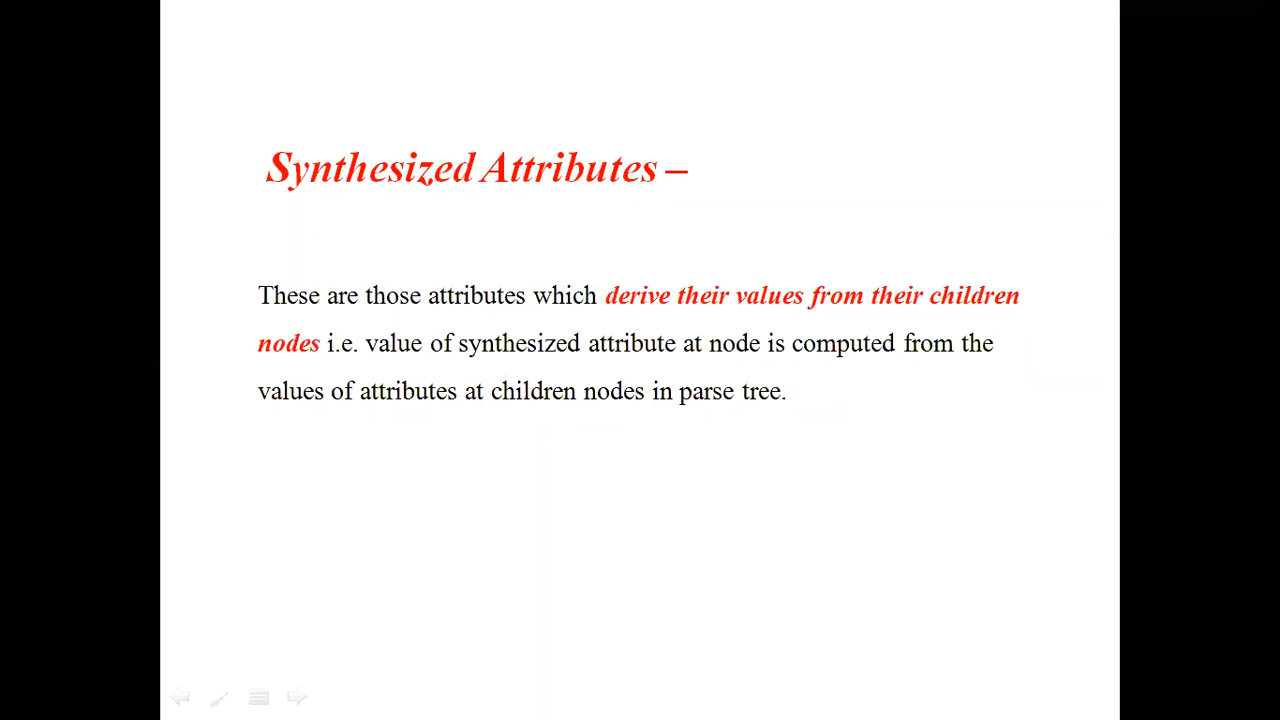 Synthesized Attributes –
These are those attributes which derive their values from their children
nodes i.e. value of synthesized attribute at node is computed from the
values of attributes at children nodes in parse tree.